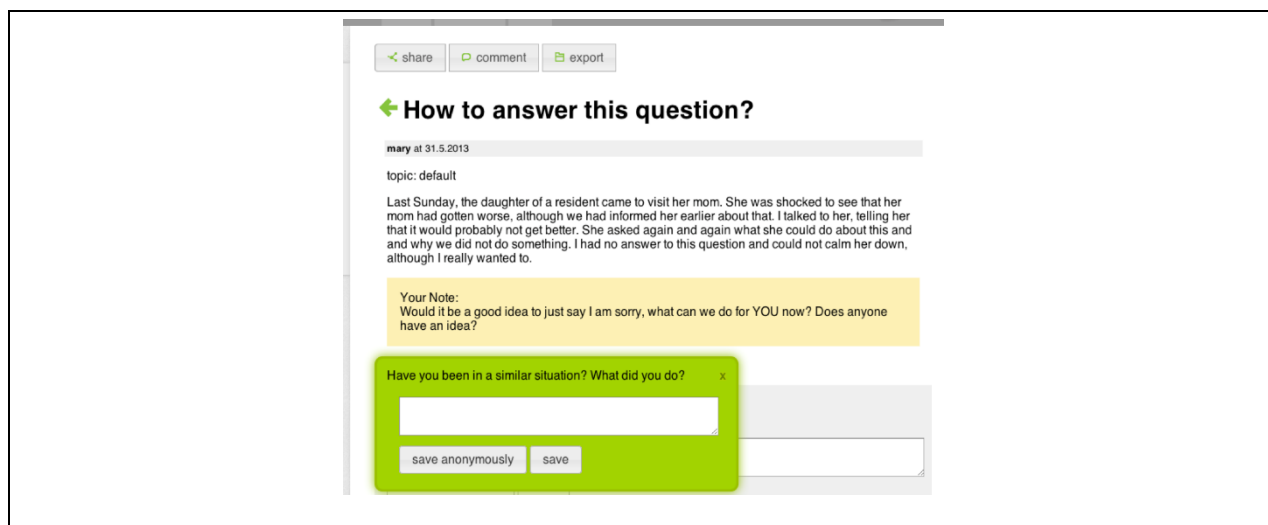 share comment export
How to answer this question?
mary at 31.5.2013
topic: default
Last Sunday, the daughter of a resident came to visit her mom. She was shocked to see that her
mom had gotten worse, although we had informed her earlier about that. I talked to her, telling her
that it would probably not get better. She asked again and again what she could do about this and
and why we did not do something. I had no answer to this question and could not calm her down,
although I really wanted to.
Your Note:
Would it be a good idea to just say I am sorry, what can we do for YOU now? Does anyone
have an idea?
Have you been in a similar situation? What did you do? x
save anonymously save